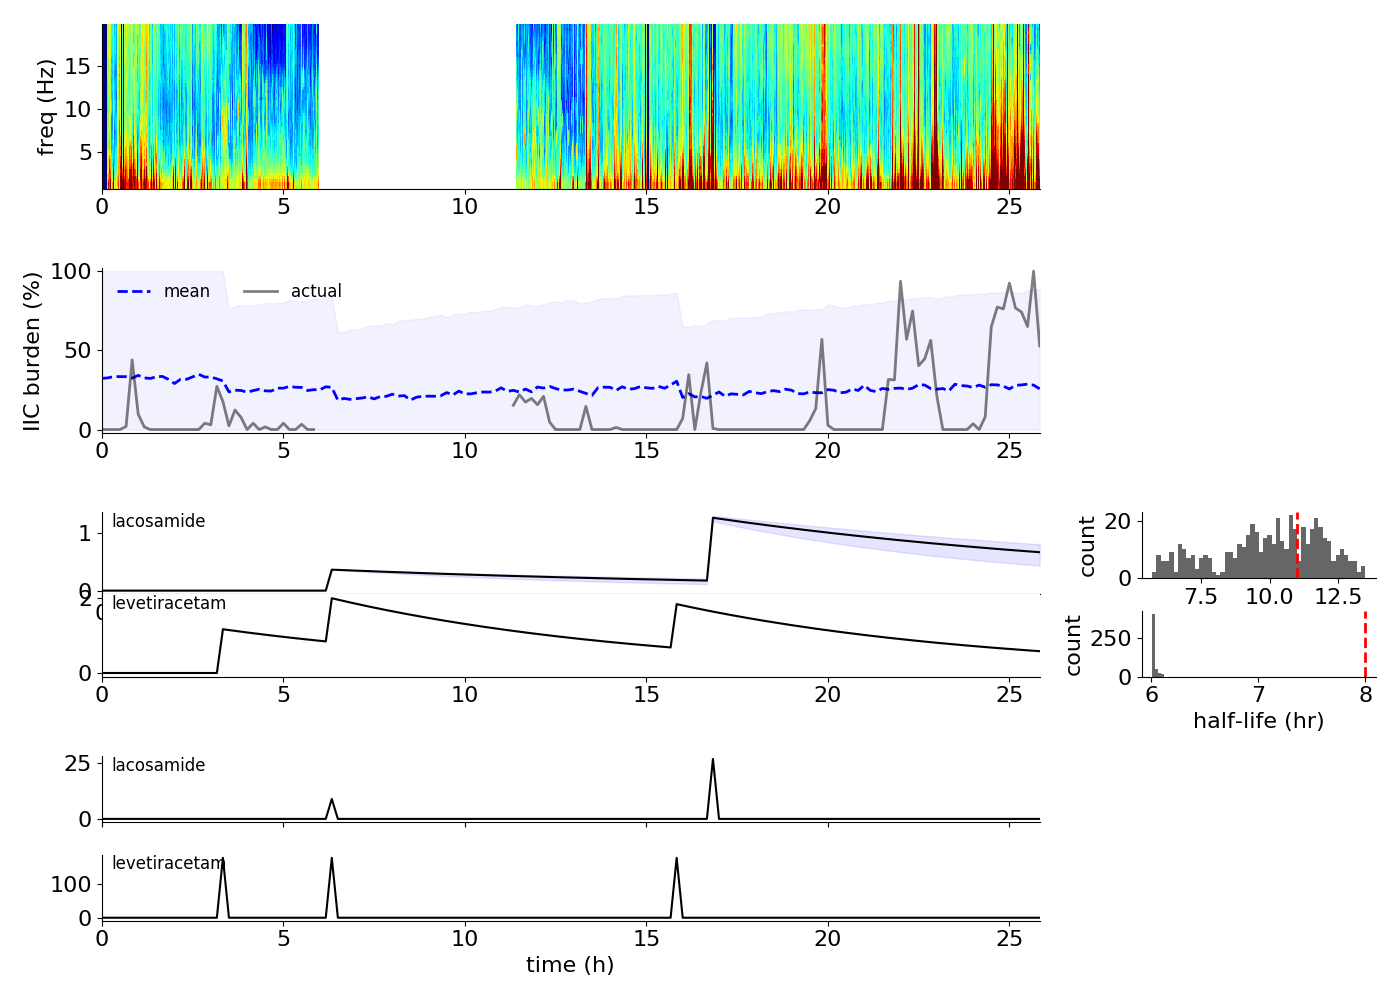 freq (Hz)
15
10
5
0 5 10 15 20 25
IIC burden (%)
100
50
0
mean actual
0 5 10 15 20 25
lacosamide
1
0
0
levetiracetam
2
0
0 5 10 15 20 25
count
20
0
7.5 10.0 12.5
count
250
0
6 7 8
half-life (hr)
lacosamide
25
0
levetiracetam
100
0
0 5 10 15 20 25
time (h)